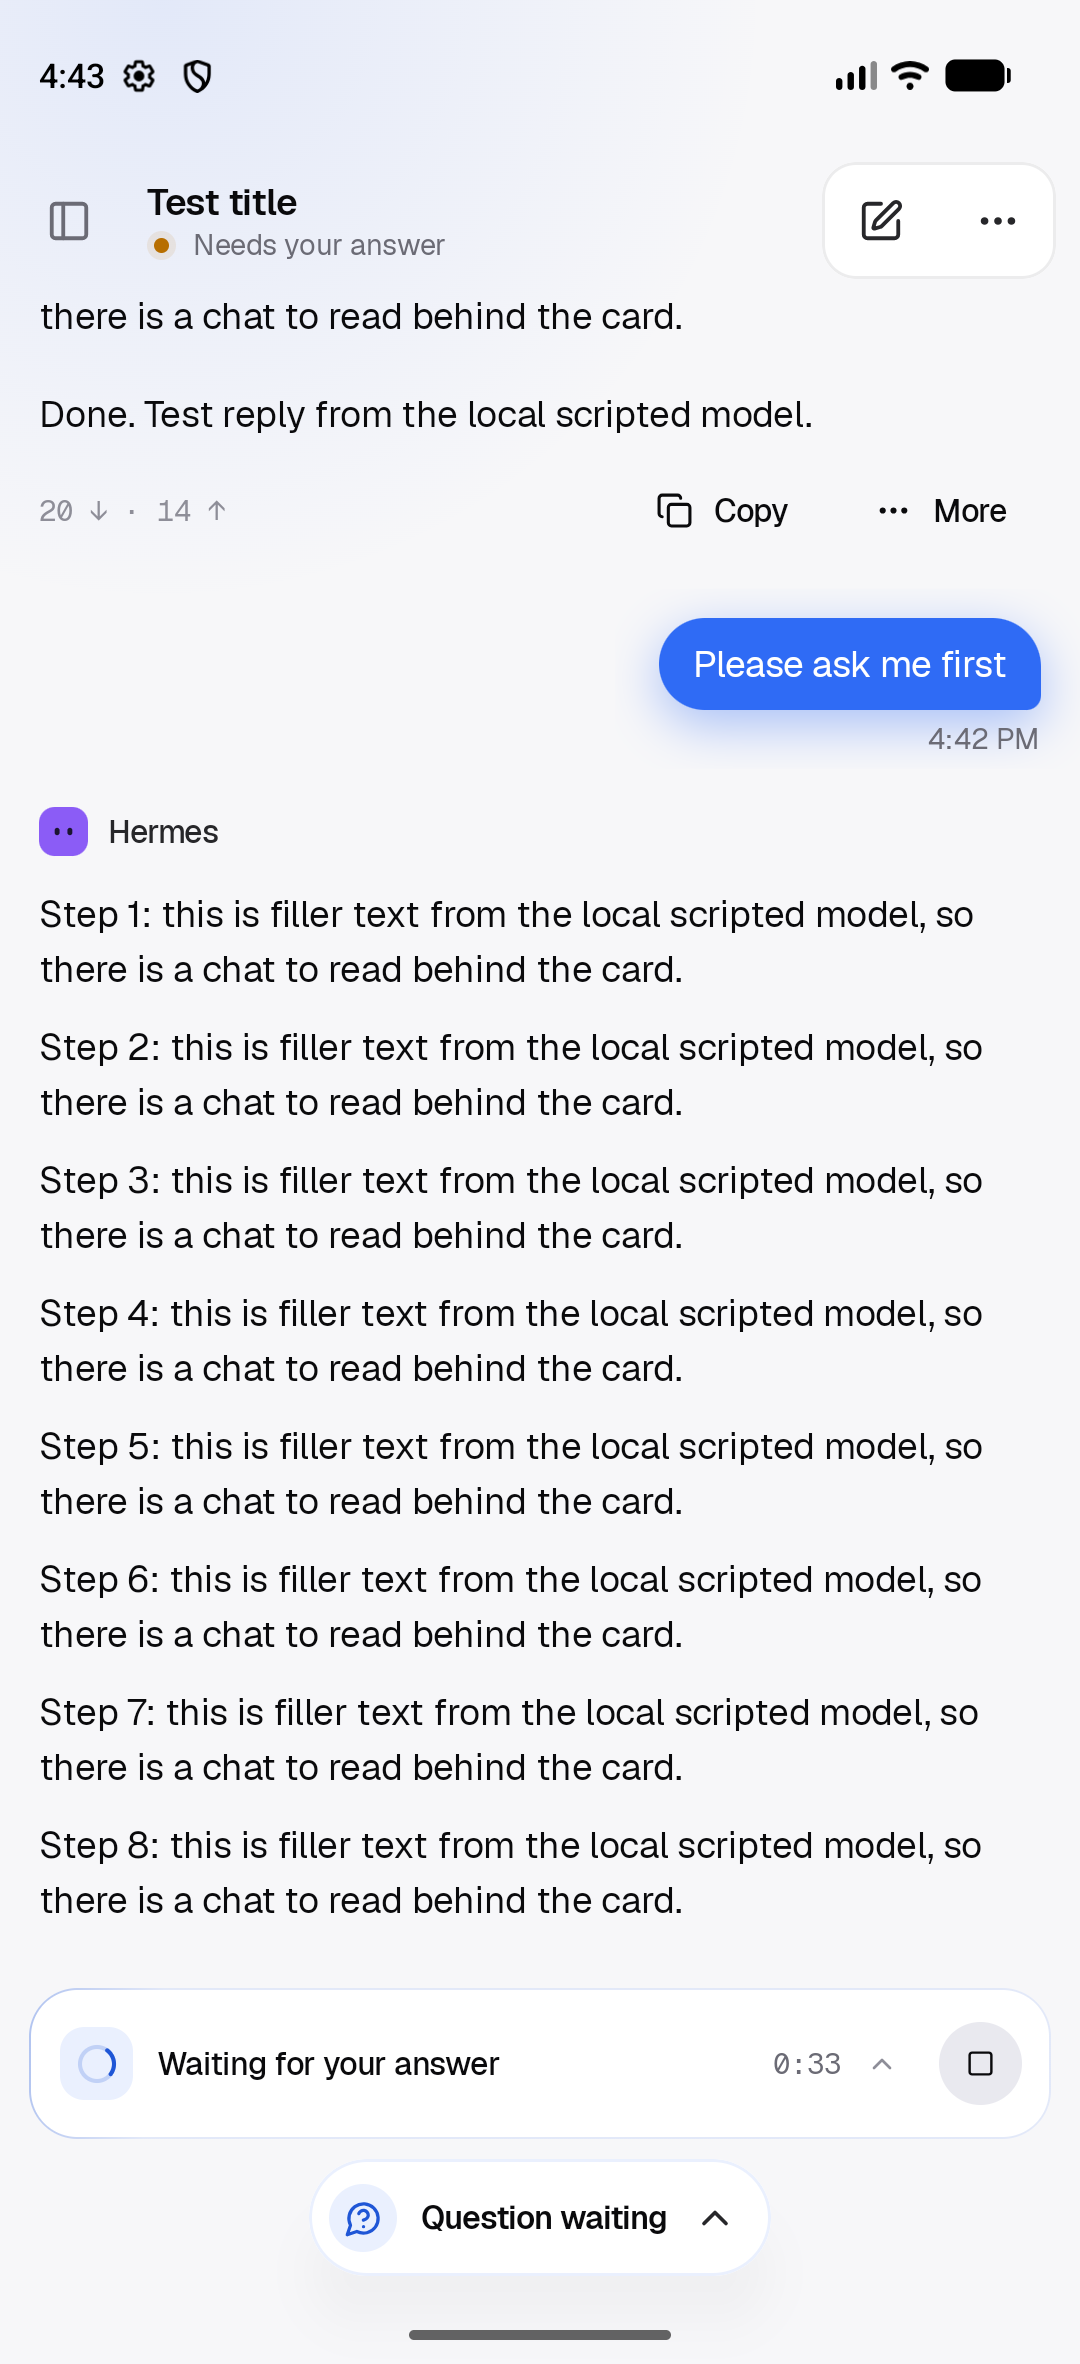 4:43
Test title
Needs your answer
there is a chat to read behind the card.
Done. Test reply from the local scripted model.
20 ↓ · 14 ↑
Copy
More
Please ask me first
4:42 PM
Hermes
Step 1: this is filler text from the local scripted model, so
there is a chat to read behind the card.
Step 2: this is filler text from the local scripted model, so
there is a chat to read behind the card.
Step 3: this is filler text from the local scripted model, so
there is a chat to read behind the card.
Step 4: this is filler text from the local scripted model, so
there is a chat to read behind the card.
Step 5: this is filler text from the local scripted model, so
there is a chat to read behind the card.
Step 6: this is filler text from the local scripted model, so
there is a chat to read behind the card.
Step 7: this is filler text from the local scripted model, so
there is a chat to read behind the card.
Step 8: this is filler text from the local scripted model, so
there is a chat to read behind the card.
Waiting for your answer
0:33
Question waiting